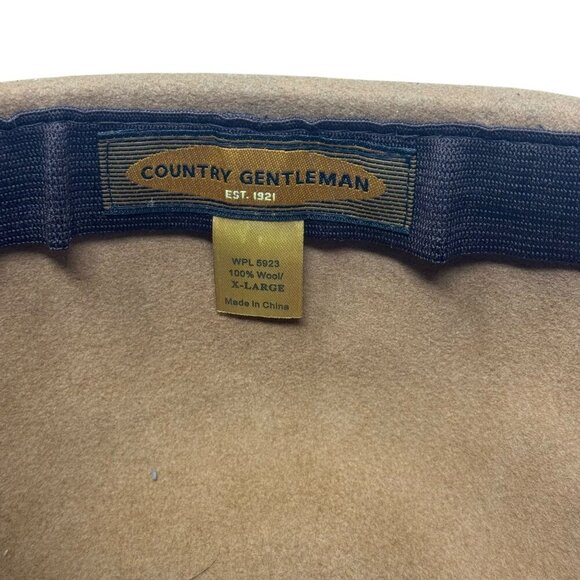 COUNTRY GENTLEMAN
EST. 1921
WPL 5923
100% Wool/
X-LARGE
Made in China